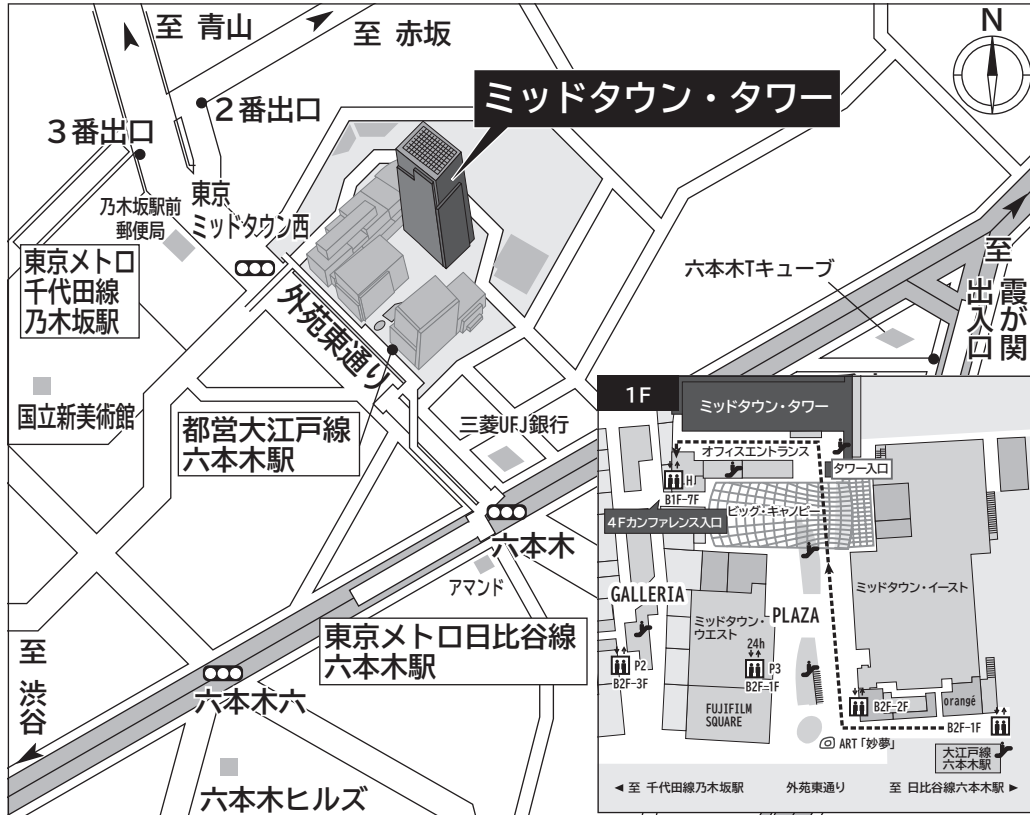 至 青山
至 赤坂
N
ミッドタウン・タワー
2番出口
3番出口
乃木坂駅前
郵便局
東京
ミッドタウン西
東京メトロ
千代田線
乃木坂駅
外苑東通り
六本木Tキューブ
至 霞が関
出入口
国立新美術館
都営大江戸線
六本木駅
三菱UFJ銀行
六本木
アマンド
東京メトロ日比谷線
六本木駅
至 渋谷
六本木六
六本木ヒルズ
1F
ミッドタウン・タワー
オフィスエントランス
タワー入口
H
B1F-7F
ビッグ・キャノピー
4Fカンファレンス入口
GALLERIA
ミッドタウン・
ウエスト
PLAZA
ミッドタウン・イースト
P2
B2F-3F
24h
P3
B2F-1F
FUJIFILM
SQUARE
B2F-2F
orangé
B2F-1F
ART「妙夢」
大江戸線
六本木駅
◀ 至 千代田線乃木坂駅
外苑東通り
至 日比谷線六本木駅 ▶